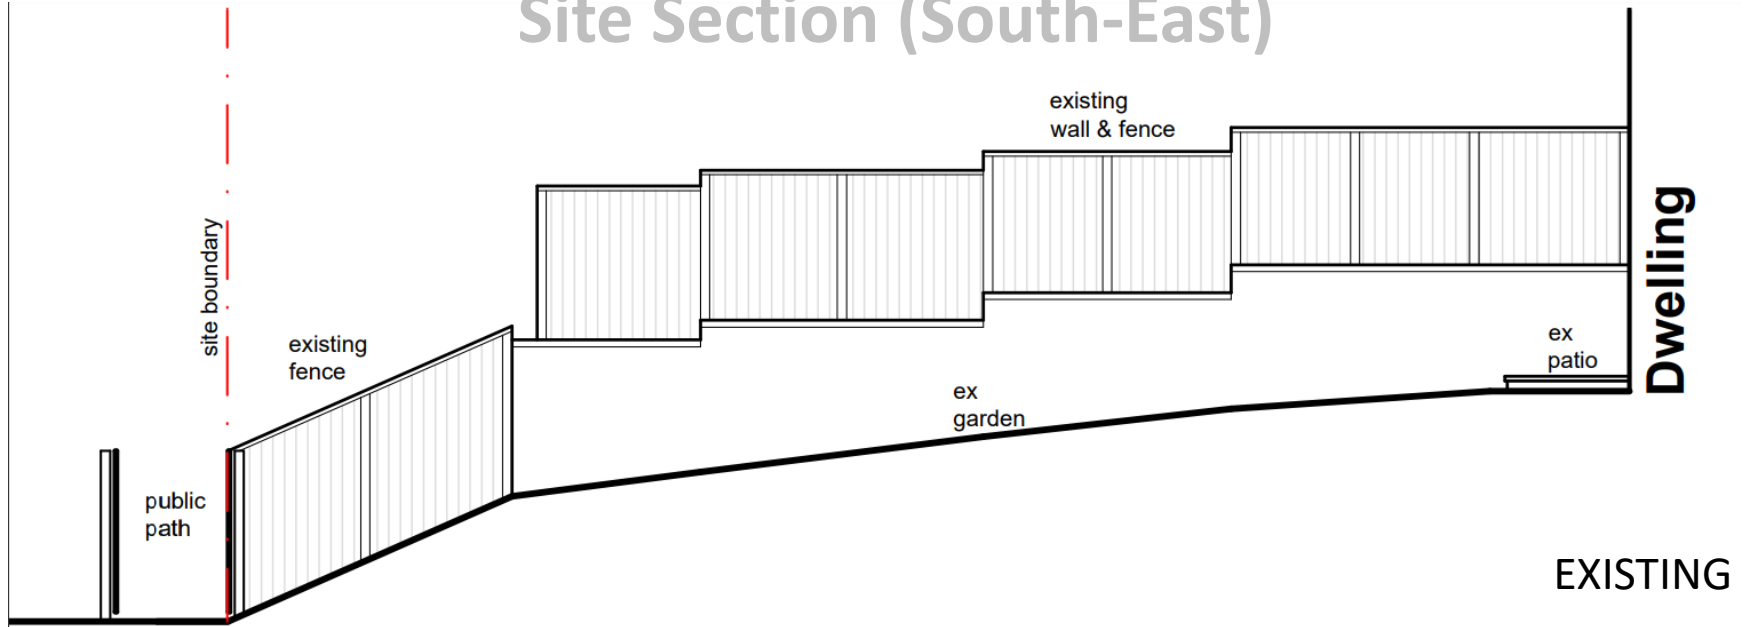 Site Section (South-East)
existing
wall & fence
site boundary
existing
fence
Dwelling
ex
patio
ex
garden
public
path
EXISTING